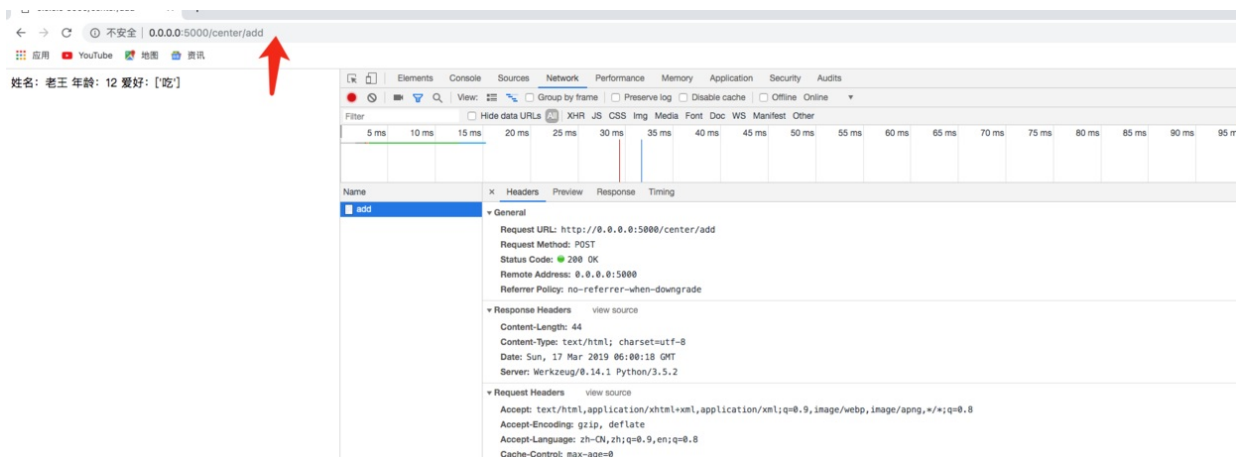 不安全 | 0.0.0.0:5000/center/add
应用 YouTube 地图 资讯
姓名：老王 年龄：12 爱好：['吃']
Elements Console Sources Network Performance Memory Application Security Audits
View: Group by frame Preserve log Disable cache Offline Online
Filter Hide data URLs All XHR JS CSS Img Media Font Doc WS Manifest Other
5 ms 10 ms 15 ms 20 ms 25 ms 30 ms 35 ms 40 ms 45 ms 50 ms 55 ms 60 ms 65 ms 70 ms 75 ms 80 ms 85 ms 90 ms 95 m
Name × Headers Preview Response Timing
add
General
Request URL: http://0.0.0.0:5000/center/add
Request Method: POST
Status Code: 200 OK
Remote Address: 0.0.0.0:5000
Referrer Policy: no-referrer-when-downgrade
Response Headers view source
Content-Length: 44
Content-Type: text/html; charset=utf-8
Date: Sun, 17 Mar 2019 06:00:18 GMT
Server: Werkzeug/0.14.1 Python/3.5.2
Request Headers view source
Accept: text/html,application/xhtml+xml,application/xml;q=0.9,image/webp,image/apng,*/*;q=0.8
Accept-Encoding: gzip, deflate
Accept-Language: zh-CN,zh;q=0.9,en;q=0.8
Cache-Control: max-age=0